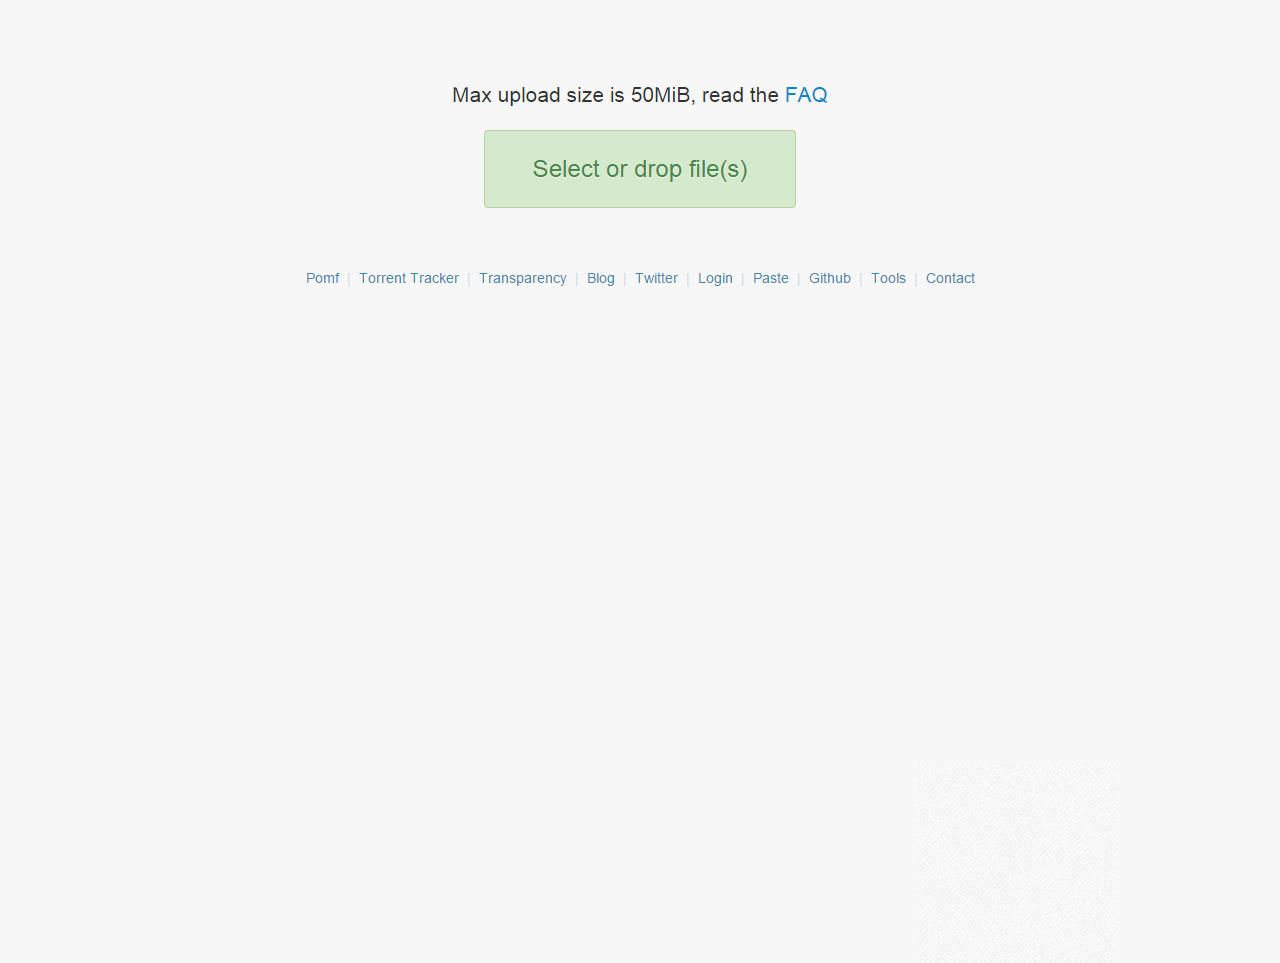 Max upload size is 50MiB, read the FAQ
Select or drop file(s)
Pomf | Torrent Tracker | Transparency | Blog | Twitter | Login | Paste | Github | Tools | Contact